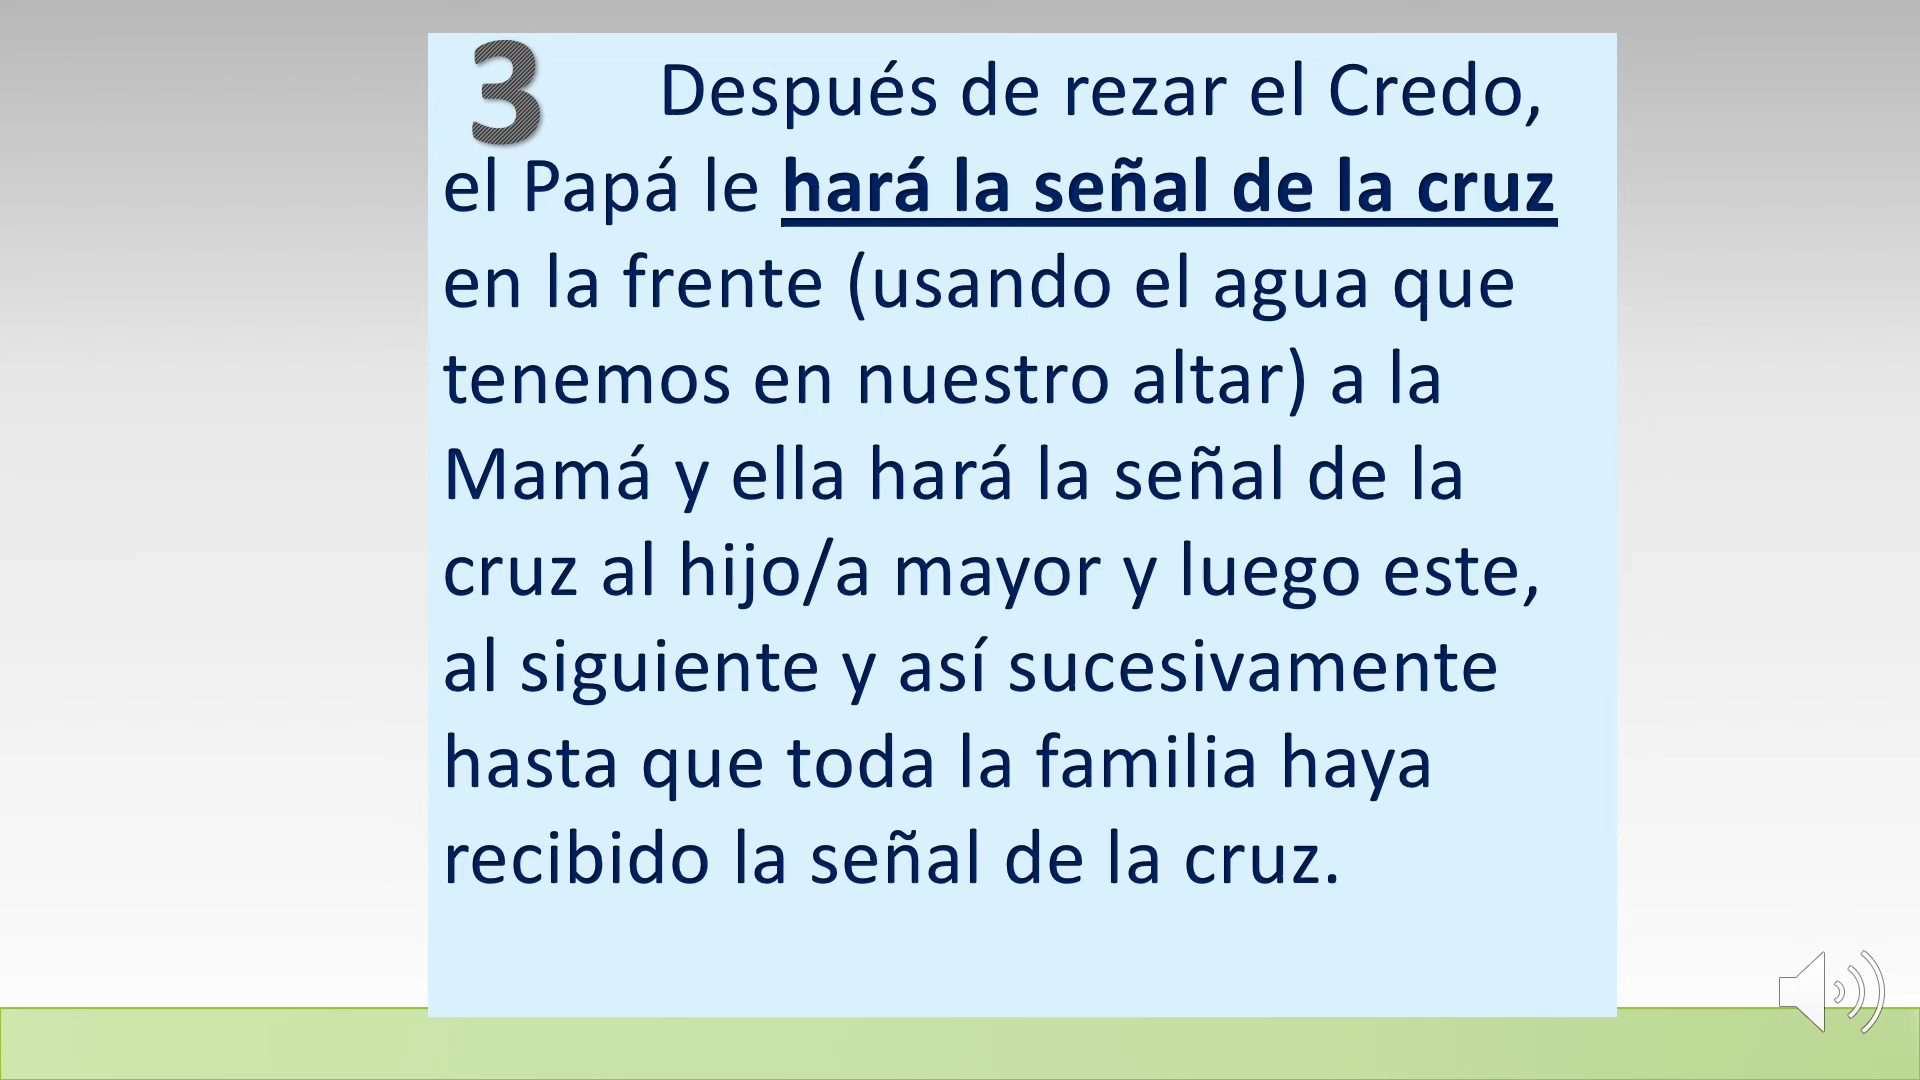 3 Después de rezar el Credo,
el Papá le hará la señal de la cruz
en la frente (usando el agua que
tenemos en nuestro altar) a la
Mamá y ella hará la señal de la
cruz al hijo/a mayor y luego este,
al siguiente y así sucesivamente
hasta que toda la familia haya
recibido la señal de la cruz.